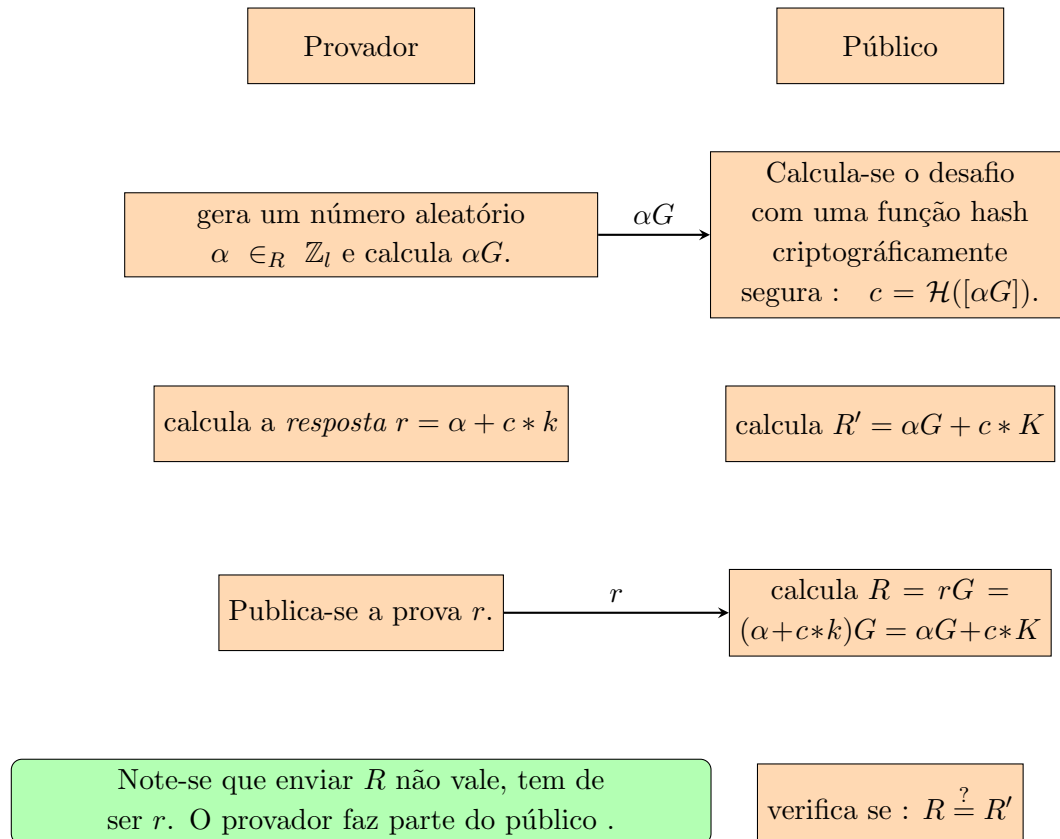 Provador
Público
gera um número aleatório
α ∈R ℤl e calcula αG.
αG
Calcula-se o desafio
com uma função hash
criptográficamente
segura : c = ℋ([αG]).
calcula a resposta r = α + c ∗ k
calcula R′ = αG + c ∗ K
Publica-se a prova r.
r
calcula R = rG =
(α+c∗k)G = αG+c∗K
Note-se que enviar R não vale, tem de
ser r. O provador faz parte do público .
verifica se : R ≟ R′